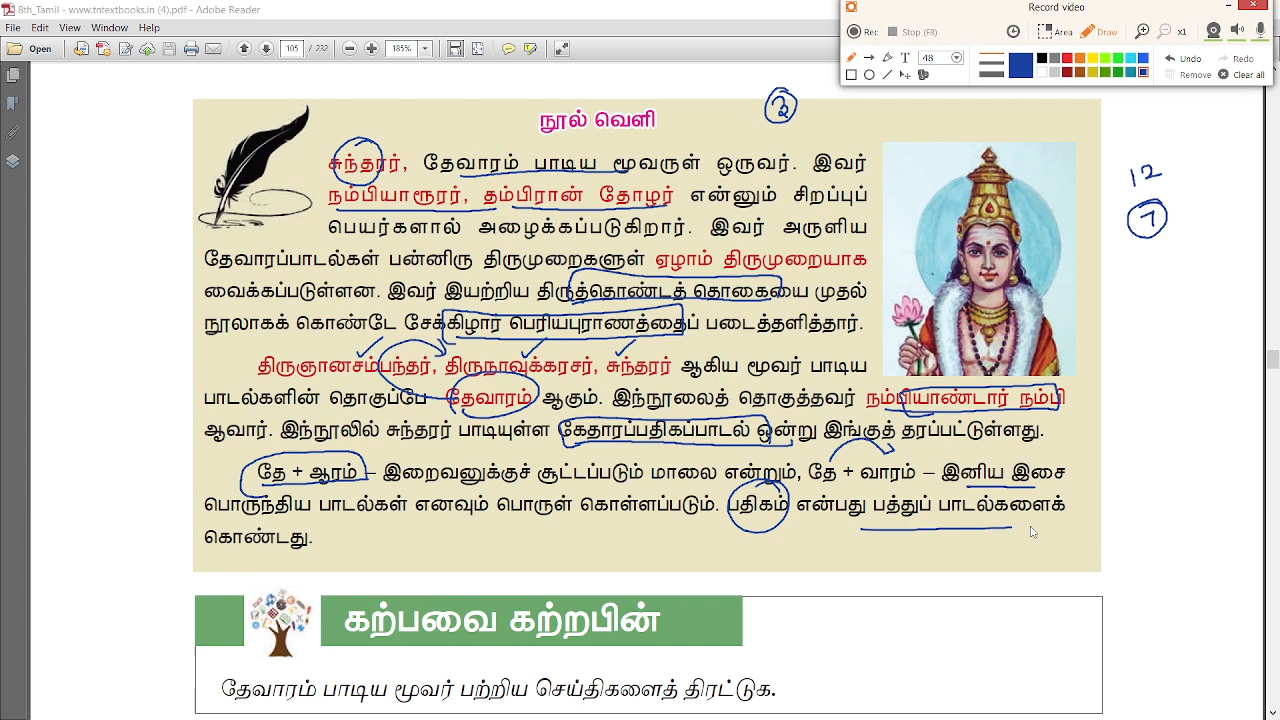 8th_Tamil - www.tntextbooks.in (4).pdf - Adobe Reader
Record video
File Edit View Window Help
Rec Stop (F8) Area Draw x1
Open 105 / 232 185%
T 48 Undo Redo
Remove Clear all
நூல் வெளி
3
சுந்தரர், தேவாரம் பாடிய மூவருள் ஒருவர். இவர்
நம்பியாரூரர், தம்பிரான் தோழர் என்னும் சிறப்புப்
பெயர்களால் அழைக்கப்படுகிறார். இவர் அருளிய
தேவாரப்பாடல்கள் பன்னிரு திருமுறைகளுள் ஏழாம் திருமுறையாக
வைக்கப்படுள்ளன. இவர் இயற்றிய திருத்தொண்டத் தொகையை முதல்
நூலாகக் கொண்டே சேக்கிழார் பெரியபுராணத்தைப் படைத்தளித்தார்.
12
7
திருஞானசம்பந்தர், திருநாவுக்கரசர், சுந்தரர் ஆகிய மூவர் பாடிய
பாடல்களின் தொகுப்பே தேவாரம் ஆகும். இந்நூலைத் தொகுத்தவர் நம்பியாண்டார் நம்பி
ஆவார். இந்நூலில் சுந்தரர் பாடியுள்ள கேதாரப்பதிகப்பாடல் ஒன்று இங்குத் தரப்பட்டுள்ளது.
தே + ஆரம் – இறைவனுக்குச் சூட்டப்படும் மாலை என்றும், தே + வாரம் – இனிய இசை
பொருந்திய பாடல்கள் எனவும் பொருள் கொள்ளப்படும். பதிகம் என்பது பத்துப் பாடல்களைக்
கொண்டது.
கற்பவை கற்றபின்
தேவாரம் பாடிய மூவர் பற்றிய செய்திகளைத் திரட்டுக.